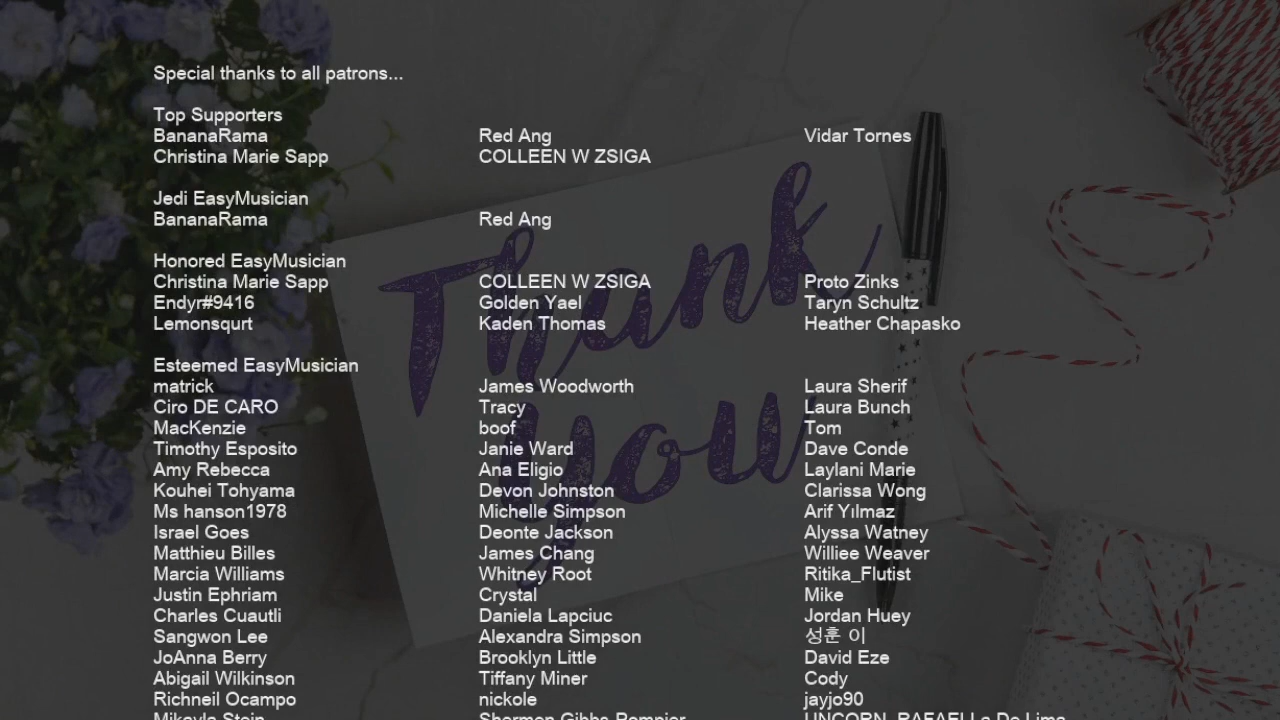 Special thanks to all patrons...
Top Supporters
BananaRama Red Ang Vidar Tornes
Christina Marie Sapp COLLEEN W ZSIGA
Jedi EasyMusician
BananaRama Red Ang
Honored EasyMusician
Christina Marie Sapp COLLEEN W ZSIGA Proto Zinks
Endyr#9416 Golden Yael Taryn Schultz
Lemonsqurt Kaden Thomas Heather Chapasko
Esteemed EasyMusician
matrick James Woodworth Laura Sherif
Ciro DE CARO Tracy Laura Bunch
MacKenzie boof Tom
Timothy Esposito Janie Ward Dave Conde
Amy Rebecca Ana Eligio Laylani Marie
Kouhei Tohyama Devon Johnston Clarissa Wong
Ms hanson1978 Michelle Simpson Arif Yılmaz
Israel Goes Deonte Jackson Alyssa Watney
Matthieu Billes James Chang Williee Weaver
Marcia Williams Whitney Root Ritika_Flutist
Justin Ephriam Crystal Mike
Charles Cuautli Daniela Lapciuc Jordan Huey
Sangwon Lee Alexandra Simpson 성훈 이
JoAnna Berry Brooklyn Little David Eze
Abigail Wilkinson Tiffany Miner Cody
Richneil Ocampo nickole jayjo90
Mikayla Stein
Thank
you